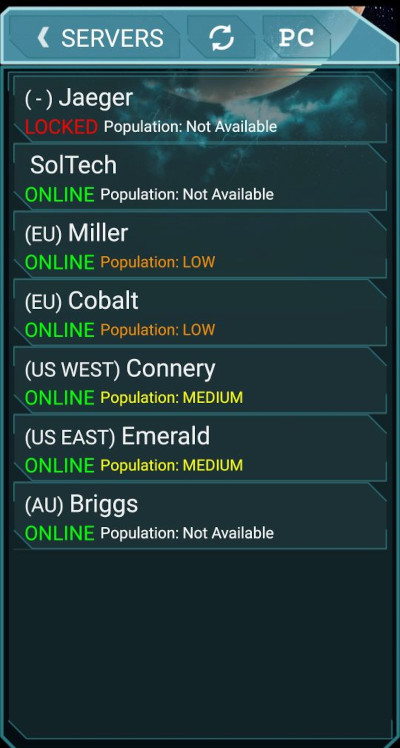 ❮ SERVERS PC
( - ) Jaeger
LOCKED Population: Not Available
SolTech
ONLINE Population: Not Available
(EU) Miller
ONLINE Population: LOW
(EU) Cobalt
ONLINE Population: LOW
(US WEST) Connery
ONLINE Population: MEDIUM
(US EAST) Emerald
ONLINE Population: MEDIUM
(AU) Briggs
ONLINE Population: Not Available